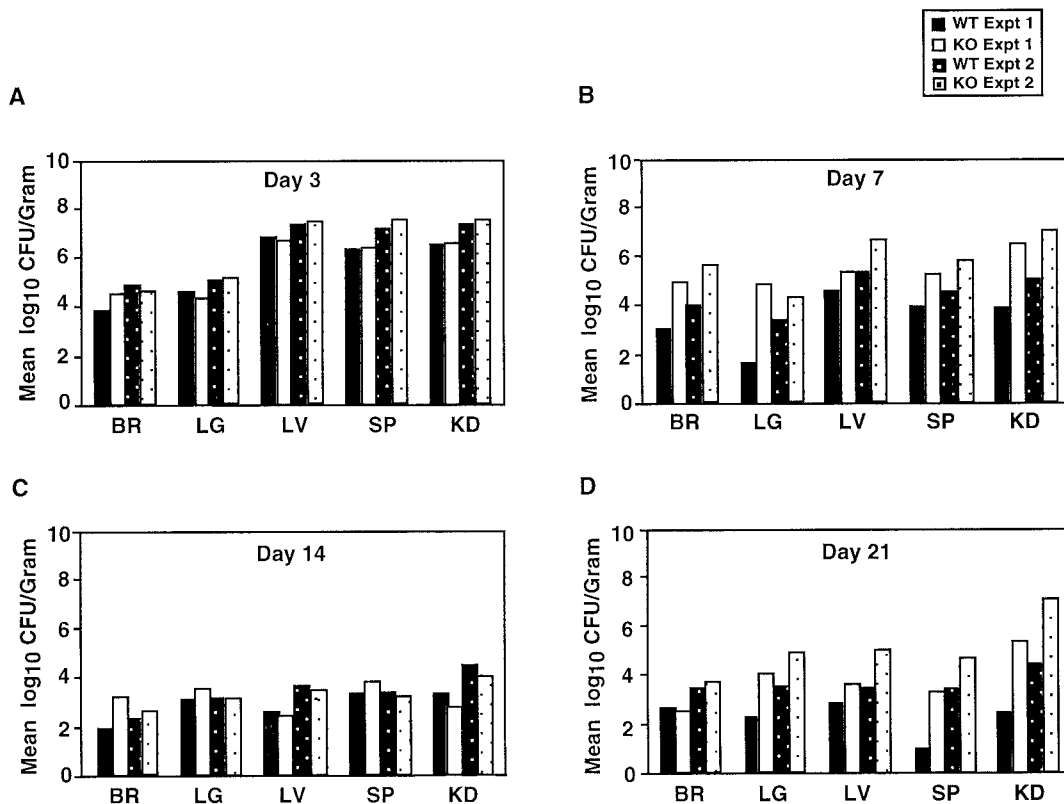 WT Expt 1
KO Expt 1
WT Expt 2
KO Expt 2
A
Day 3
Mean log10 CFU/Gram
10
8
6
4
2
0
BR LG LV SP KD
B
Day 7
Mean log10 CFU/Gram
10
8
6
4
2
0
BR LG LV SP KD
C
Day 14
Mean log10 CFU/Gram
10
8
6
4
2
0
BR LG LV SP KD
D
Day 21
Mean log10 CFU/Gram
10
8
6
4
2
0
BR LG LV SP KD